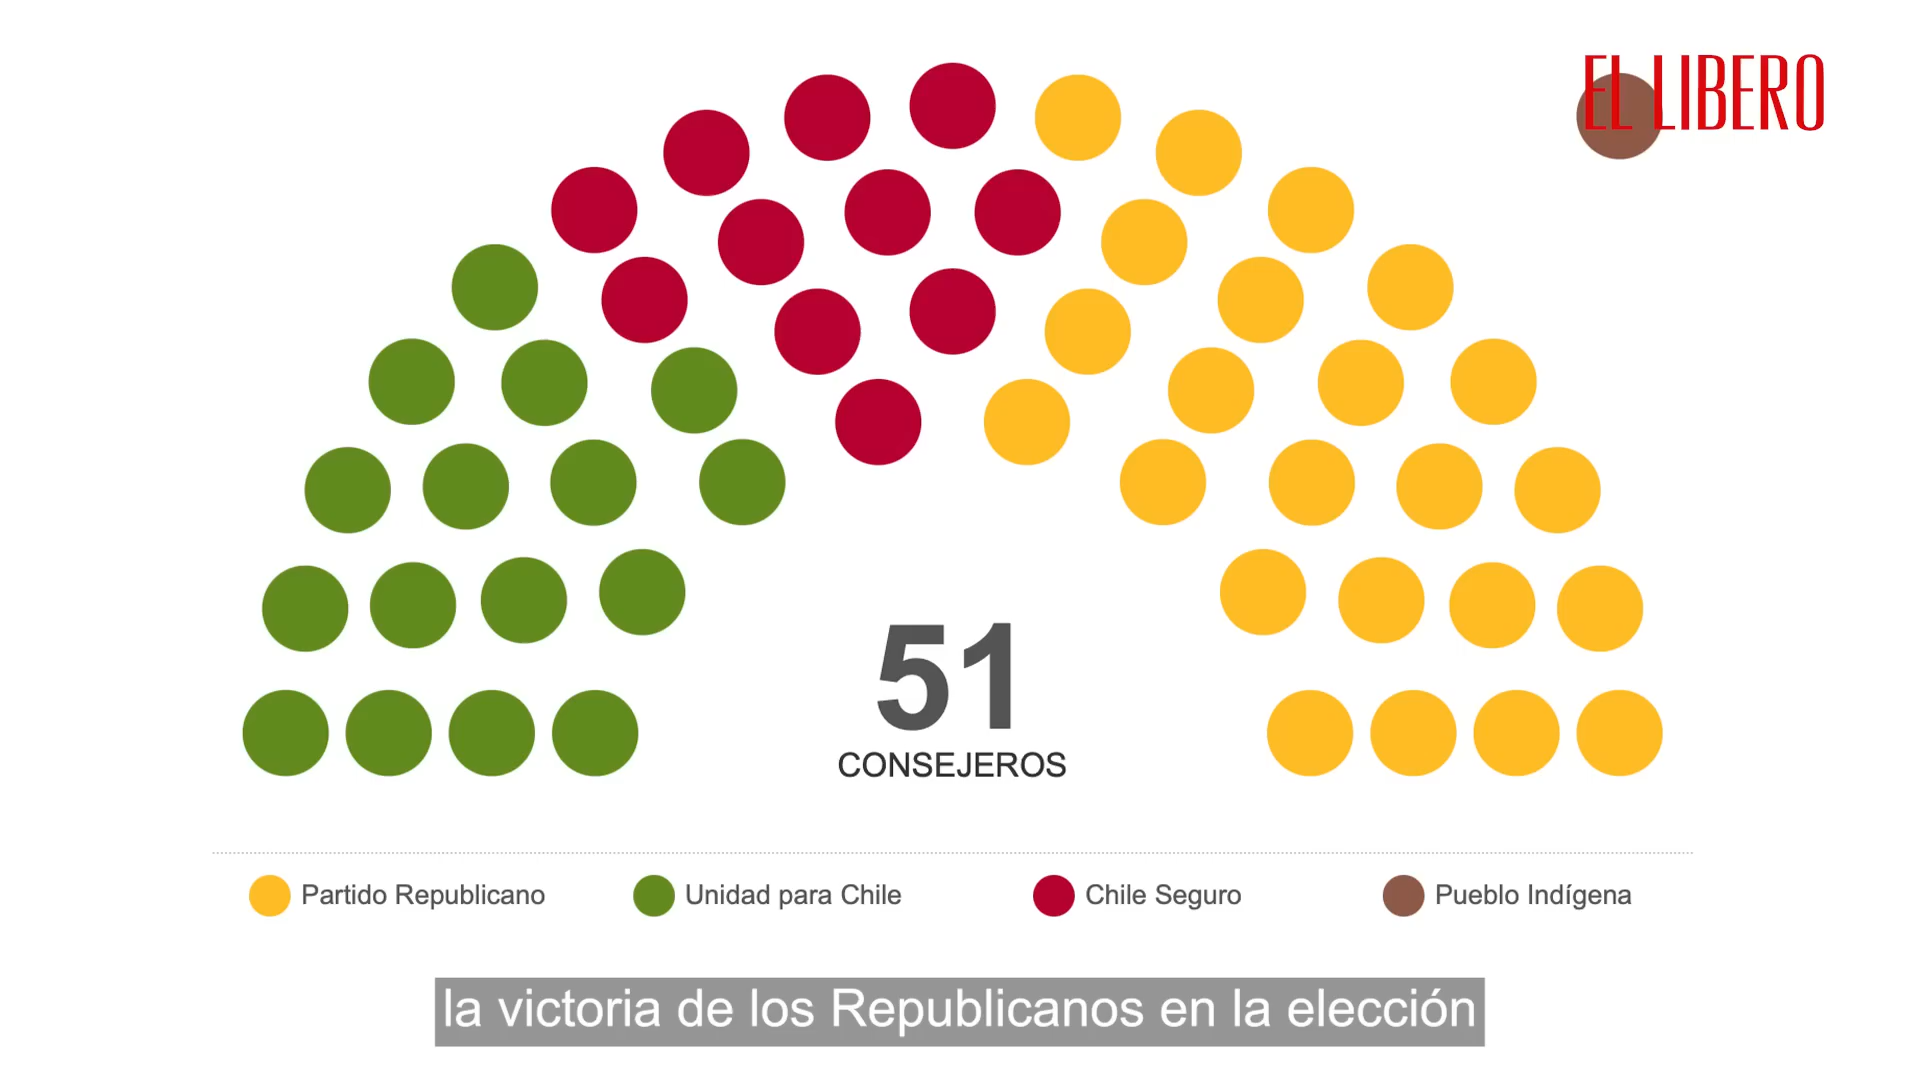 EL LIBERO
51
CONSEJEROS
Partido Republicano
Unidad para Chile
Chile Seguro
Pueblo Indígena
la victoria de los Republicanos en la elección